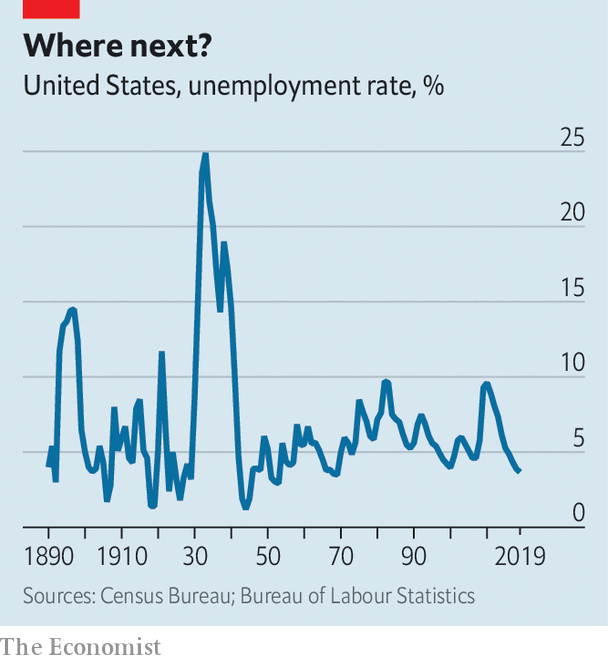 Where next?
United States, unemployment rate, %
25
20
15
10
5
0
1890 1910 30 50 70 90 2019
Sources: Census Bureau; Bureau of Labour Statistics
The Economist